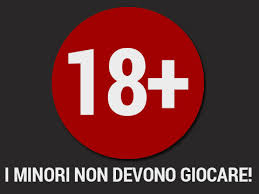 18+
I MINORI NON DEVONO GIOCARE!